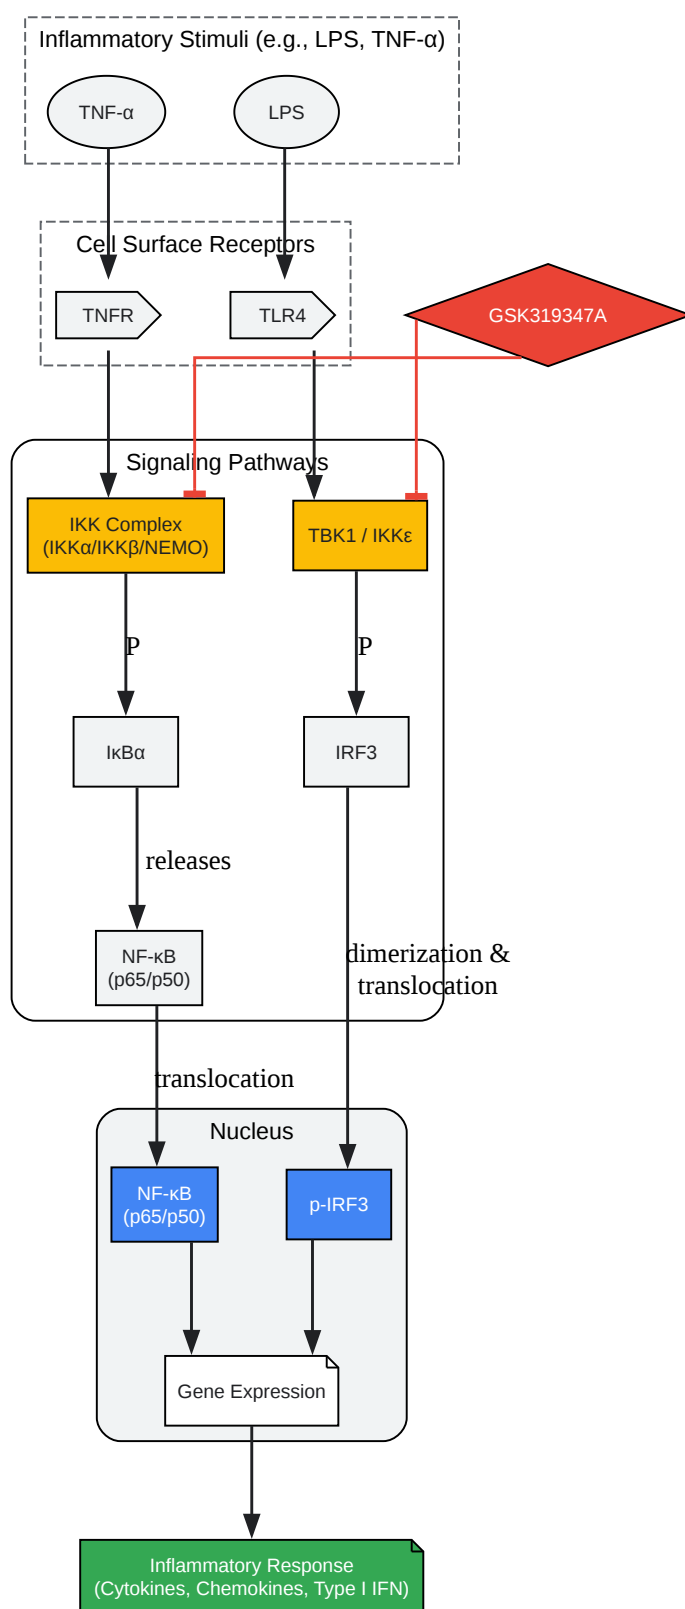 Inflammatory Stimuli (e.g., LPS, TNF-α)
TNF-α
LPS
Cell Surface Receptors
TNFR
TLR4
GSK319347A
Signaling Pathways
IKK Complex
(IKKα/IKKβ/NEMO)
TBK1 / IKKε
P
P
IκBα
IRF3
releases
NF-κB
(p65/p50)
dimerization &
translocation
translocation
Nucleus
NF-κB
(p65/p50)
p-IRF3
Gene Expression
Inflammatory Response
(Cytokines, Chemokines, Type I IFN)